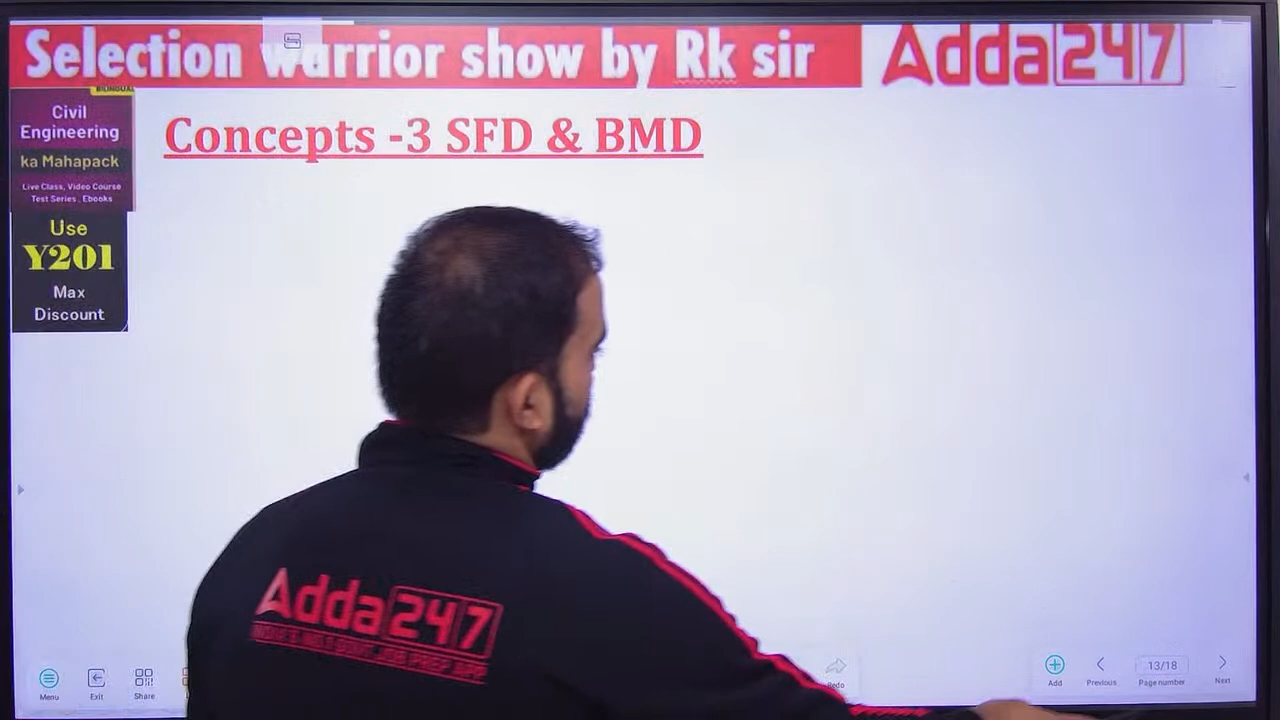 Selection warrior show by Rk sir
Adda247
BILINGUAL
Civil
Engineering
ka Mahapack
Live Class, Video Course
Test Series , Ebooks
Use
Y201
Max
Discount
Concepts -3 SFD & BMD
Adda247
Menu
Exit
Share
Redo
Add
Previous
13/18
Page number
Next